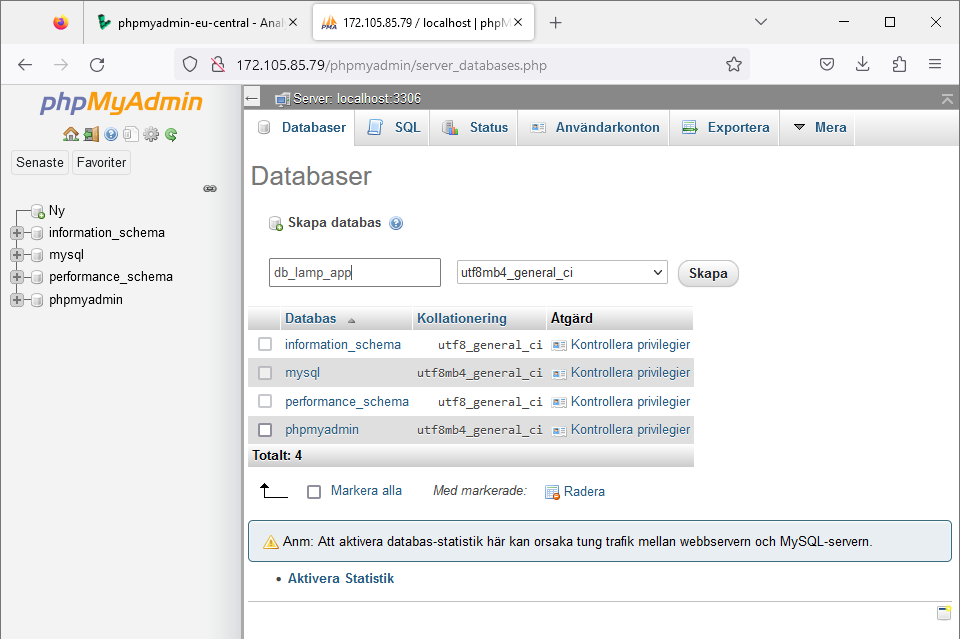 phpmyadmin-eu-central - Anal
172.105.85.79 / localhost | phpM
172.105.85.79/phpmyadmin/server_databases.php
phpMyAdmin
Senaste
Favoriter
Ny
information_schema
mysql
performance_schema
phpmyadmin
Server: localhost:3306
Databaser
SQL
Status
Användarkonton
Exportera
Mera
Databaser
Skapa databas
db_lamp_app
utf8mb4_general_ci
Skapa
Databas Kollationering Åtgärd
information_schema utf8_general_ci Kontrollera privilegier
mysql utf8mb4_general_ci Kontrollera privilegier
performance_schema utf8_general_ci Kontrollera privilegier
phpmyadmin utf8mb4_general_ci Kontrollera privilegier
Totalt: 4
Markera alla Med markerade: Radera
Anm: Att aktivera databas-statistik här kan orsaka tung trafik mellan webbservern och MySQL-servern.
• Aktivera Statistik